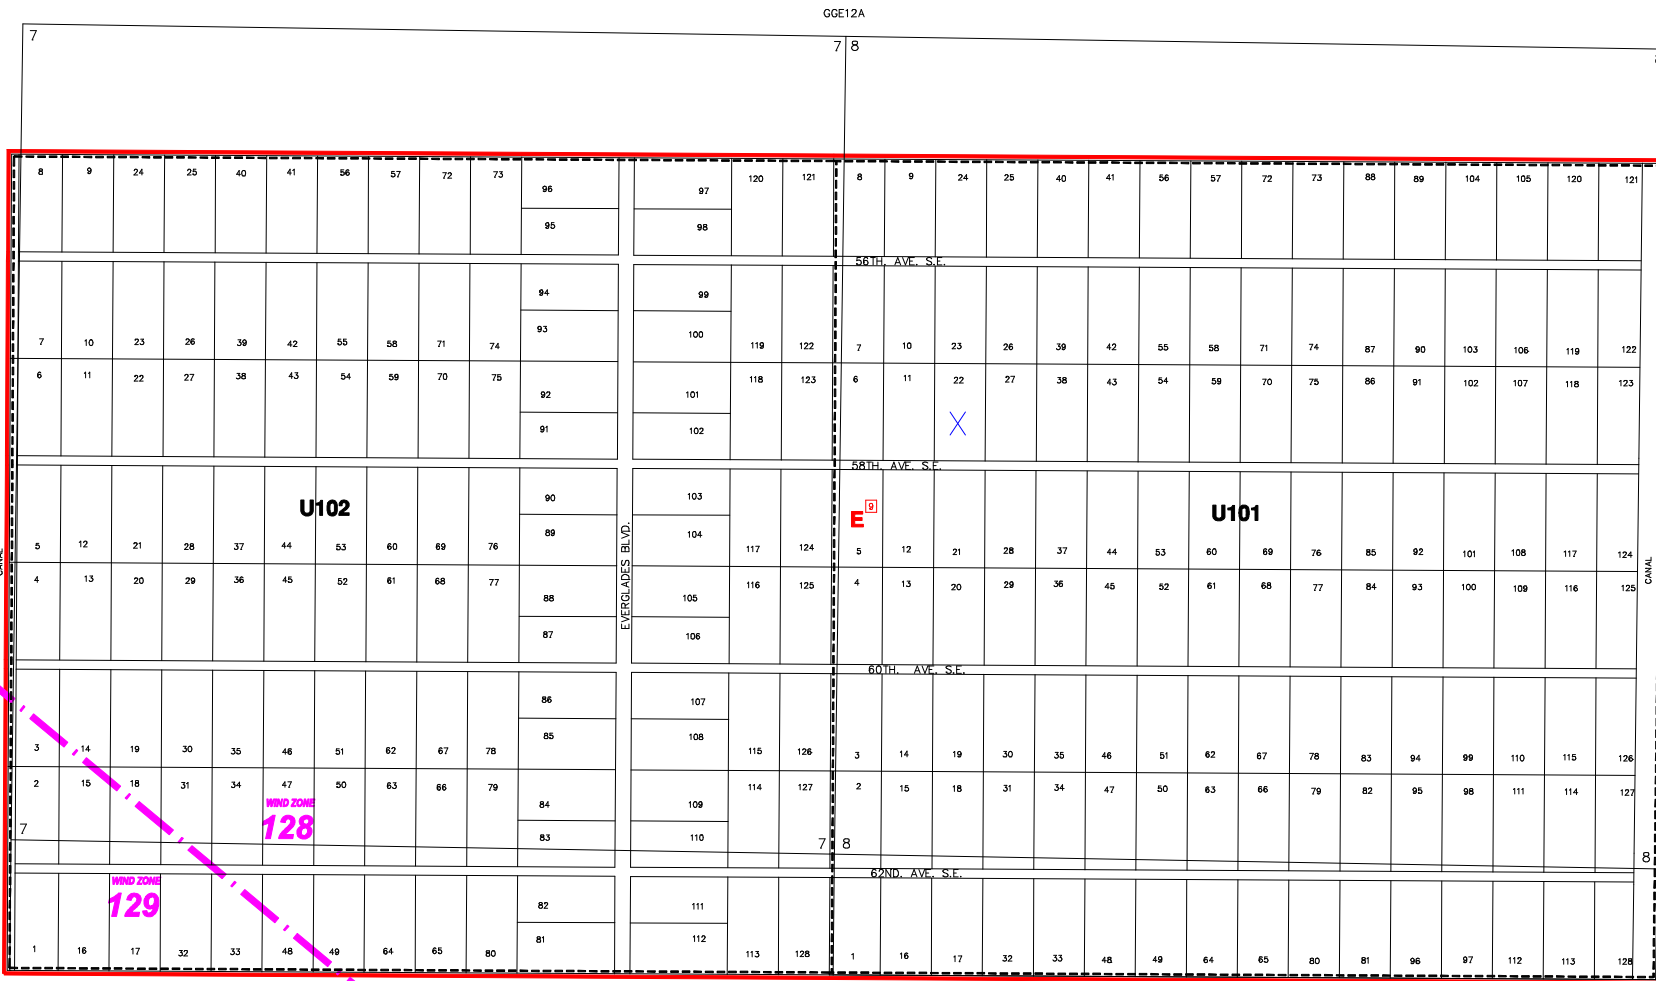 GGE12A
7 7 8
8 9 24 25 40 41 56 57 72 73 96 97 120 121 8 9 24 25 40 41 56 57 72 73 88 89 104 105 120 121
95 98
56TH. AVE. S.E.
94 99
93 100
7 10 23 26 39 42 55 58 71 74 119 122 7 10 23 26 39 42 55 58 71 74 87 90 103 106 119 122
6 11 22 27 38 43 54 59 70 75 118 123 6 11 22 27 38 43 54 59 70 75 86 91 102 107 118 123
92 101
X
91 102
58TH. AVE. S.E.
90 103
U102 E 9 U101
89 104
EVERGLADES BLVD.
5 12 21 28 37 44 53 60 69 76 117 124 5 12 21 28 37 44 53 60 69 76 85 92 101 108 117 124
CANAL
4 13 20 29 36 45 52 61 68 77 116 125 4 13 20 29 36 45 52 61 68 77 84 93 100 109 116 125
88 105
87 106
60TH. AVE. S.E.
86 107
85 108
3 14 19 30 35 46 51 62 67 78 115 126 3 14 19 30 35 46 51 62 67 78 83 94 99 110 115 126
2 15 18 31 34 47 50 63 66 79 114 127 2 15 18 31 34 47 50 63 66 79 82 95 98 111 114 127
WIND ZONE
128
84 109
83 110
7 7 8 8
62ND. AVE. S.E.
WIND ZONE
129
82 111
81 112
1 16 17 32 33 48 49 64 65 80 113 128 1 16 17 32 33 48 49 64 65 80 81 96 97 112 113 128